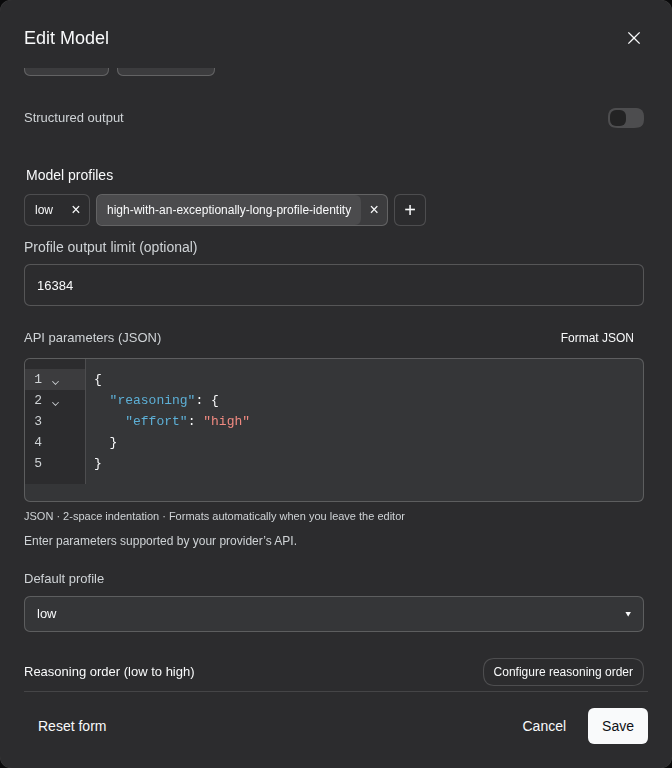 Edit Model
Structured output
Model profiles
low × high-with-an-exceptionally-long-profile-identity × +
Profile output limit (optional)
16384
API parameters (JSON) Format JSON
1 {
2 "reasoning": {
3 "effort": "high"
4 }
5 }
JSON · 2-space indentation · Formats automatically when you leave the editor
Enter parameters supported by your provider’s API.
Default profile
low
Reasoning order (low to high) Configure reasoning order
Reset form Cancel Save